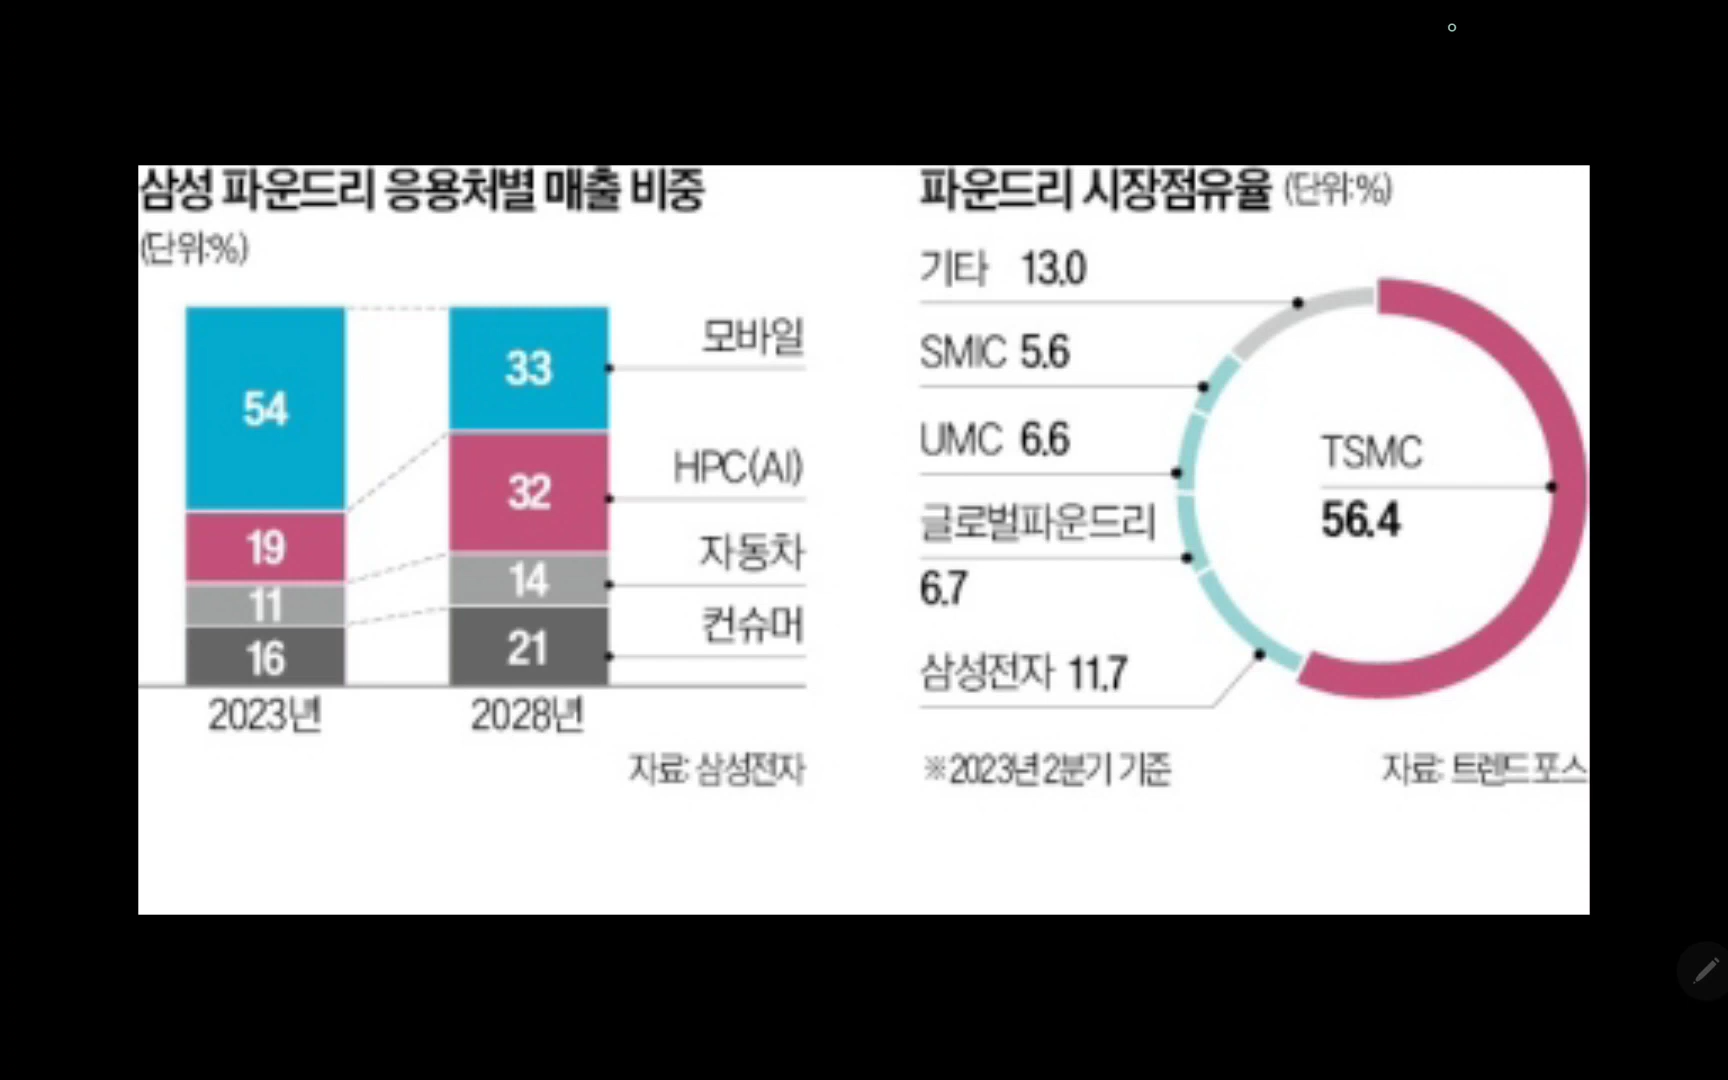 삼성 파운드리 응용처별 매출 비중
(단위:%)
54
19
11
16
2023년
33
32
14
21
2028년
모바일
HPC(AI)
자동차
컨슈머
자료: 삼성전자
파운드리 시장점유율 (단위:%)
기타 13.0
SMIC 5.6
UMC 6.6
글로벌파운드리
6.7
삼성전자 11.7
TSMC
56.4
※2023년 2분기 기준
자료: 트렌드포스